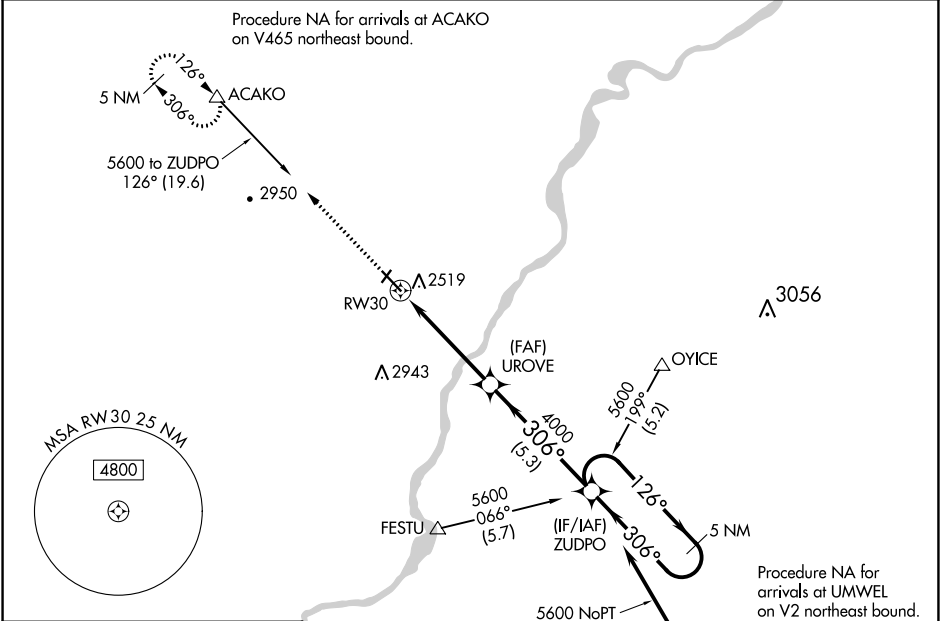 Procedure NA for arrivals at ACAKO
on V465 northeast bound.
126°
306°
5 NM
ACAKO
5600 to ZUDPO
126° (19.6)
2950
2519
RW30
3056
(FAF)
UROVE
2943
OYICE
5600
199°
(5.2)
4000
306°
(5.3)
MSA RW30 25 NM
4800
126°
306°
5 NM
5600
066°
(5.7)
FESTU
(IF/IAF)
ZUDPO
Procedure NA for
arrivals at UMWEL
on V2 northeast bound.
5600 NoPT